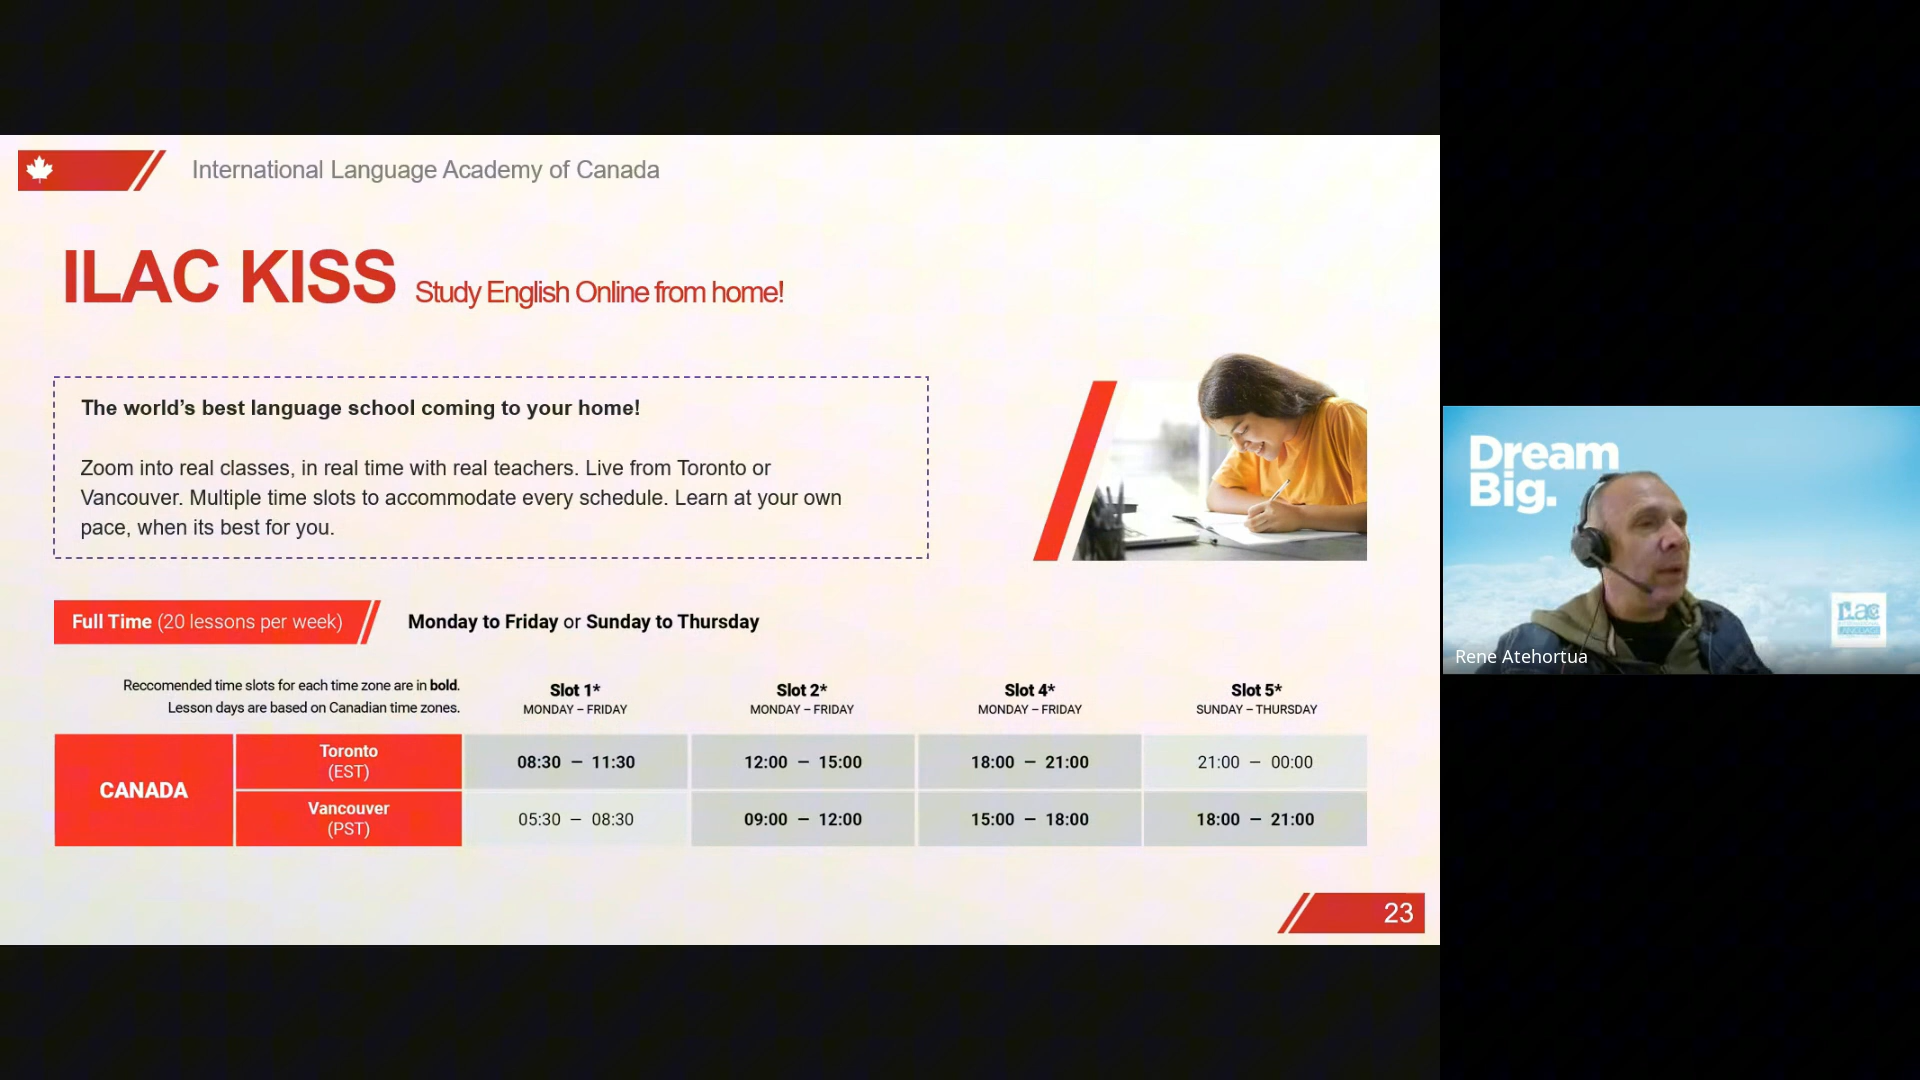 International Language Academy of Canada
ILAC KISS Study English Online from home!
The world's best language school coming to your home!
Zoom into real classes, in real time with real teachers. Live from Toronto or
Vancouver. Multiple time slots to accommodate every schedule. Learn at your own
pace, when its best for you.
Full Time (20 lessons per week) Monday to Friday or Sunday to Thursday
Reccomended time slots for each time zone are in bold.
Lesson days are based on Canadian time zones.
Slot 1* Slot 2* Slot 4* Slot 5*
MONDAY – FRIDAY MONDAY – FRIDAY MONDAY – FRIDAY SUNDAY – THURSDAY
CANADA
Toronto
(EST)
08:30 – 11:30 12:00 – 15:00 18:00 – 21:00 21:00 – 00:00
Vancouver
(PST)
05:30 – 08:30 09:00 – 12:00 15:00 – 18:00 18:00 – 21:00
23
Dream
Big.
ilac
Rene Atehortua